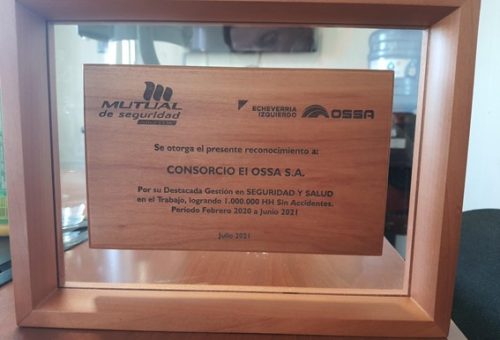 MUTUAL
de seguridad
ECHEVERRIA
IZQUIERDO
OSSA
Se otorga el presente reconocimiento a:
CONSORCIO EI OSSA S.A.
Por su Destacada Gestión en SEGURIDAD Y SALUD
en el Trabajo, logrando 1.000.000 HH Sin Accidentes.
Periodo Febrero 2020 a Junio 2021
Julio 2021